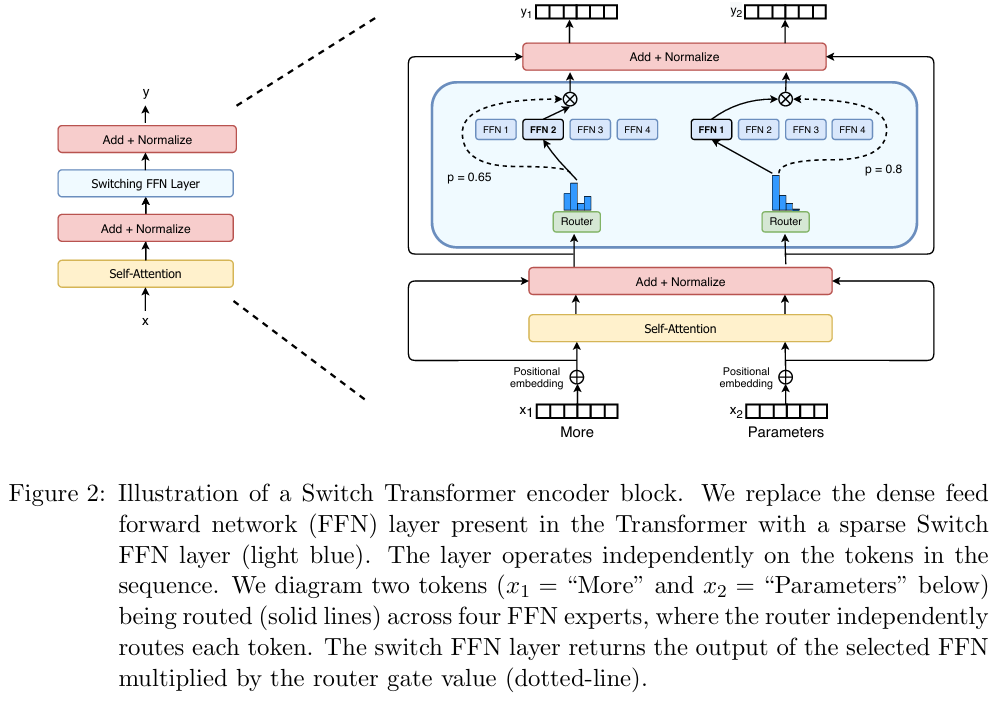 y
Add + Normalize
Switching FFN Layer
Add + Normalize
Self-Attention
x
y1 y2
Add + Normalize
FFN 1 FFN 2 FFN 3 FFN 4 FFN 1 FFN 2 FFN 3 FFN 4
p = 0.65 p = 0.8
Router Router
Add + Normalize
Self-Attention
Positional
embedding
Positional
embedding
x1 x2
More Parameters
Figure 2: Illustration of a Switch Transformer encoder block. We replace the dense feed
forward network (FFN) layer present in the Transformer with a sparse Switch
FFN layer (light blue). The layer operates independently on the tokens in the
sequence. We diagram two tokens (x1 = “More” and x2 = “Parameters” below)
being routed (solid lines) across four FFN experts, where the router independently
routes each token. The switch FFN layer returns the output of the selected FFN
multiplied by the router gate value (dotted-line).